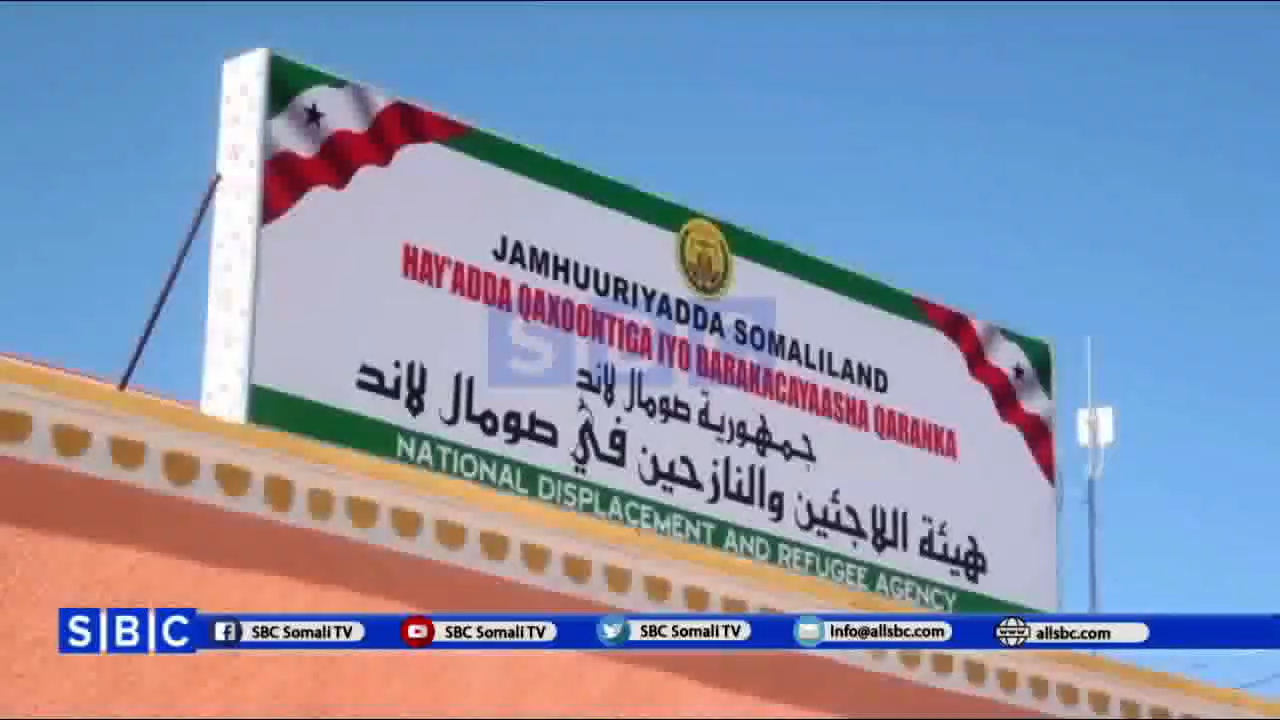 JAMHUURIYADDA SOMALILAND
HAY'ADDA QAXOONTIGA IYO BARAKACAYAASHA QARANKA
جمهورية صومال لاند
هيئة اللاجئين والنازحين في صومال لاند
NATIONAL DISPLACEMENT AND REFUGEE AGENCY
SBC
SBC SBC Somali TV SBC Somali TV SBC Somali TV Info@allsbc.com allsbc.com